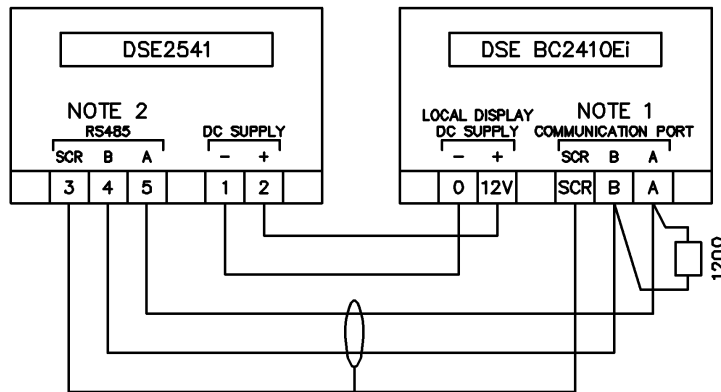 DSE2541
DSE BC2410Ei
NOTE 2
RS485
DC SUPPLY
SCR B A
- +
3 4 5 1 2
LOCAL DISPLAY
DC SUPPLY
NOTE 1
COMMUNICATION PORT
- +
SCR B A
0 12V SCR B A